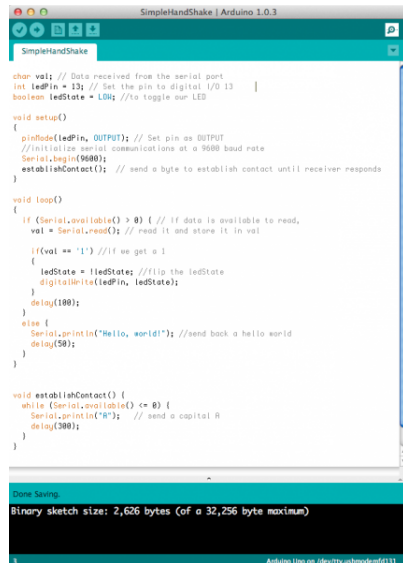 SimpleHandShake | Arduino 1.0.3
SimpleHandShake
char val; // Data received from the serial port
int ledPin = 13; // Set the pin to digital I/O 13
boolean ledState = LOW; //to toggle our LED
void setup()
{
pinMode(ledPin, OUTPUT); // Set pin as OUTPUT
//initialize serial communications at a 9600 baud rate
Serial.begin(9600);
establishContact(); // send a byte to establish contact until receiver responds
}
void loop()
{
if (Serial.available() > 0) { // If data is available to read,
val = Serial.read(); // read it and store it in val
if(val == '1') //if we get a 1
{
ledState = !ledState; //flip the ledState
digitalWrite(ledPin, ledState);
}
delay(100);
}
else {
Serial.println("Hello, world!"); //send back a hello world
delay(50);
}
}
void establishContact() {
while (Serial.available() <= 0) {
Serial.println("A"); // send a capital A
delay(300);
}
}
Done Saving.
Binary sketch size: 2,626 bytes (of a 32,256 byte maximum)
3
Arduino Uno on /dev/tty.usbmodemfd131